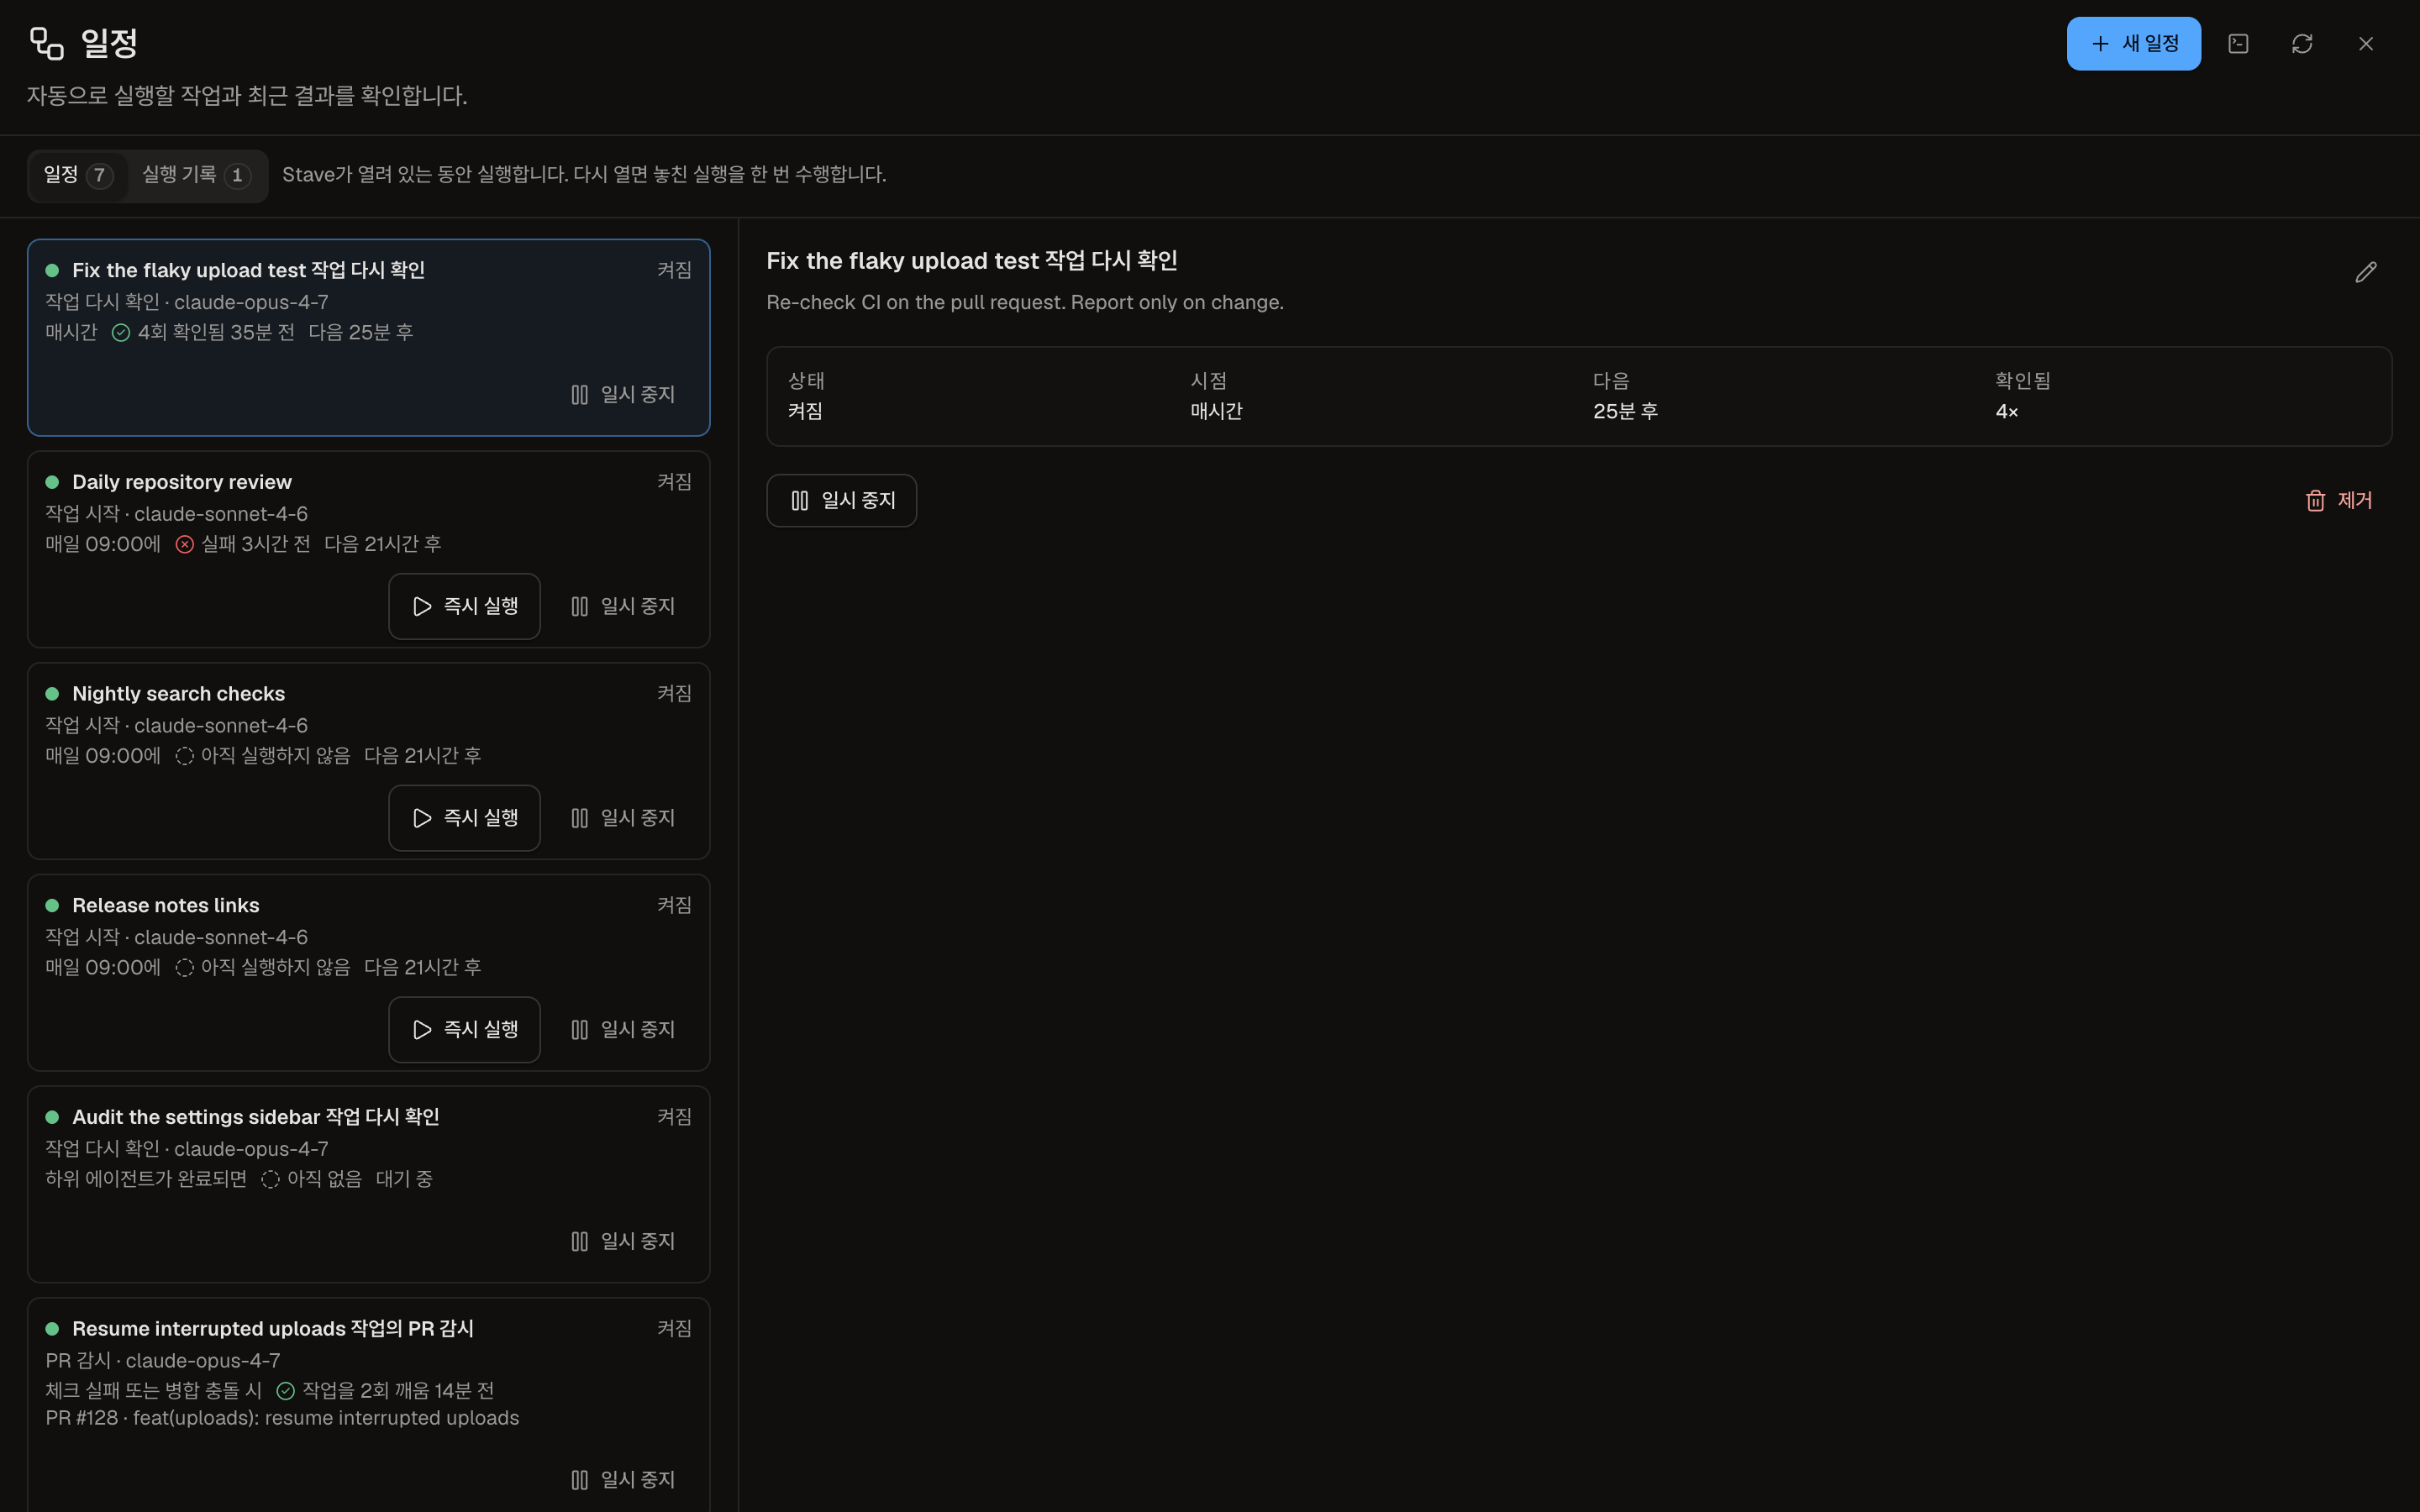 일정
새 일정
자동으로 실행할 작업과 최근 결과를 확인합니다.
일정 7 실행 기록 1 Stave가 열려 있는 동안 실행합니다. 다시 열면 놓친 실행을 한 번 수행합니다.
Fix the flaky upload test 작업 다시 확인 켜짐
작업 다시 확인 · claude-opus-4-7
매시간 4회 확인됨 35분 전 다음 25분 후
일시 중지
Daily repository review 켜짐
작업 시작 · claude-sonnet-4-6
매일 09:00에 실패 3시간 전 다음 21시간 후
즉시 실행 일시 중지
Nightly search checks 켜짐
작업 시작 · claude-sonnet-4-6
매일 09:00에 아직 실행하지 않음 다음 21시간 후
즉시 실행 일시 중지
Release notes links 켜짐
작업 시작 · claude-sonnet-4-6
매일 09:00에 아직 실행하지 않음 다음 21시간 후
즉시 실행 일시 중지
Audit the settings sidebar 작업 다시 확인 켜짐
작업 다시 확인 · claude-opus-4-7
하위 에이전트가 완료되면 아직 없음 대기 중
일시 중지
Resume interrupted uploads 작업의 PR 감시 켜짐
PR 감시 · claude-opus-4-7
체크 실패 또는 병합 충돌 시 작업을 2회 깨움 14분 전
PR #128 · feat(uploads): resume interrupted uploads
일시 중지
Fix the flaky upload test 작업 다시 확인
Re-check CI on the pull request. Report only on change.
상태 시점 다음 확인됨
켜짐 매시간 25분 후 4×
일시 중지 제거